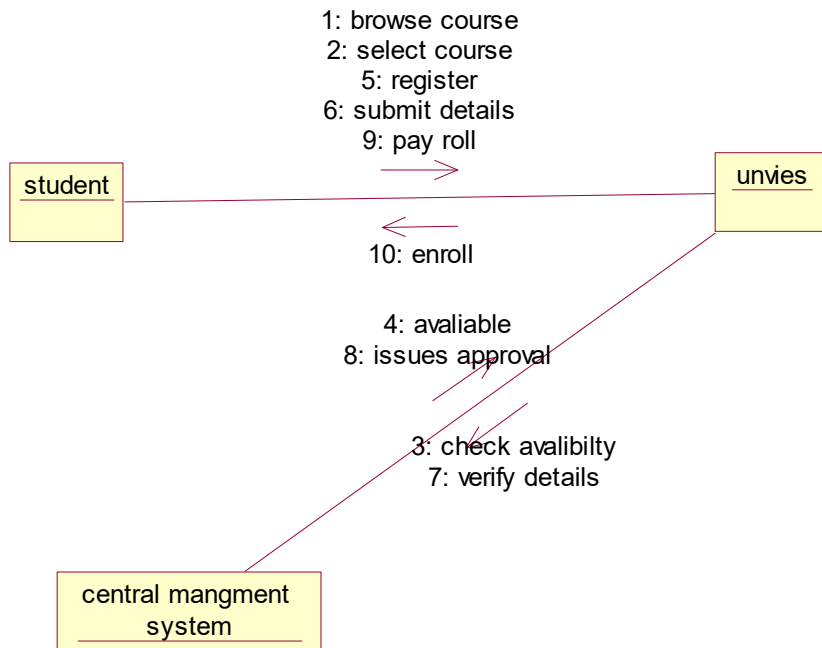 1: browse course
2: select course
5: register
6: submit details
9: pay roll
student
unvies
10: enroll
4: avaliable
8: issues approval
3: check avalibilty
7: verify details
central mangment
system